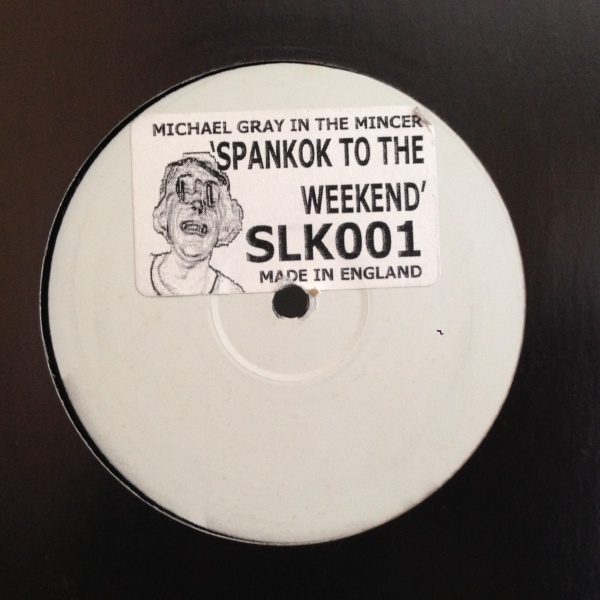 MICHAEL GRAY IN THE MINCER
'SPANKOK TO THE
WEEKEND'
SLK001
MADE IN ENGLAND